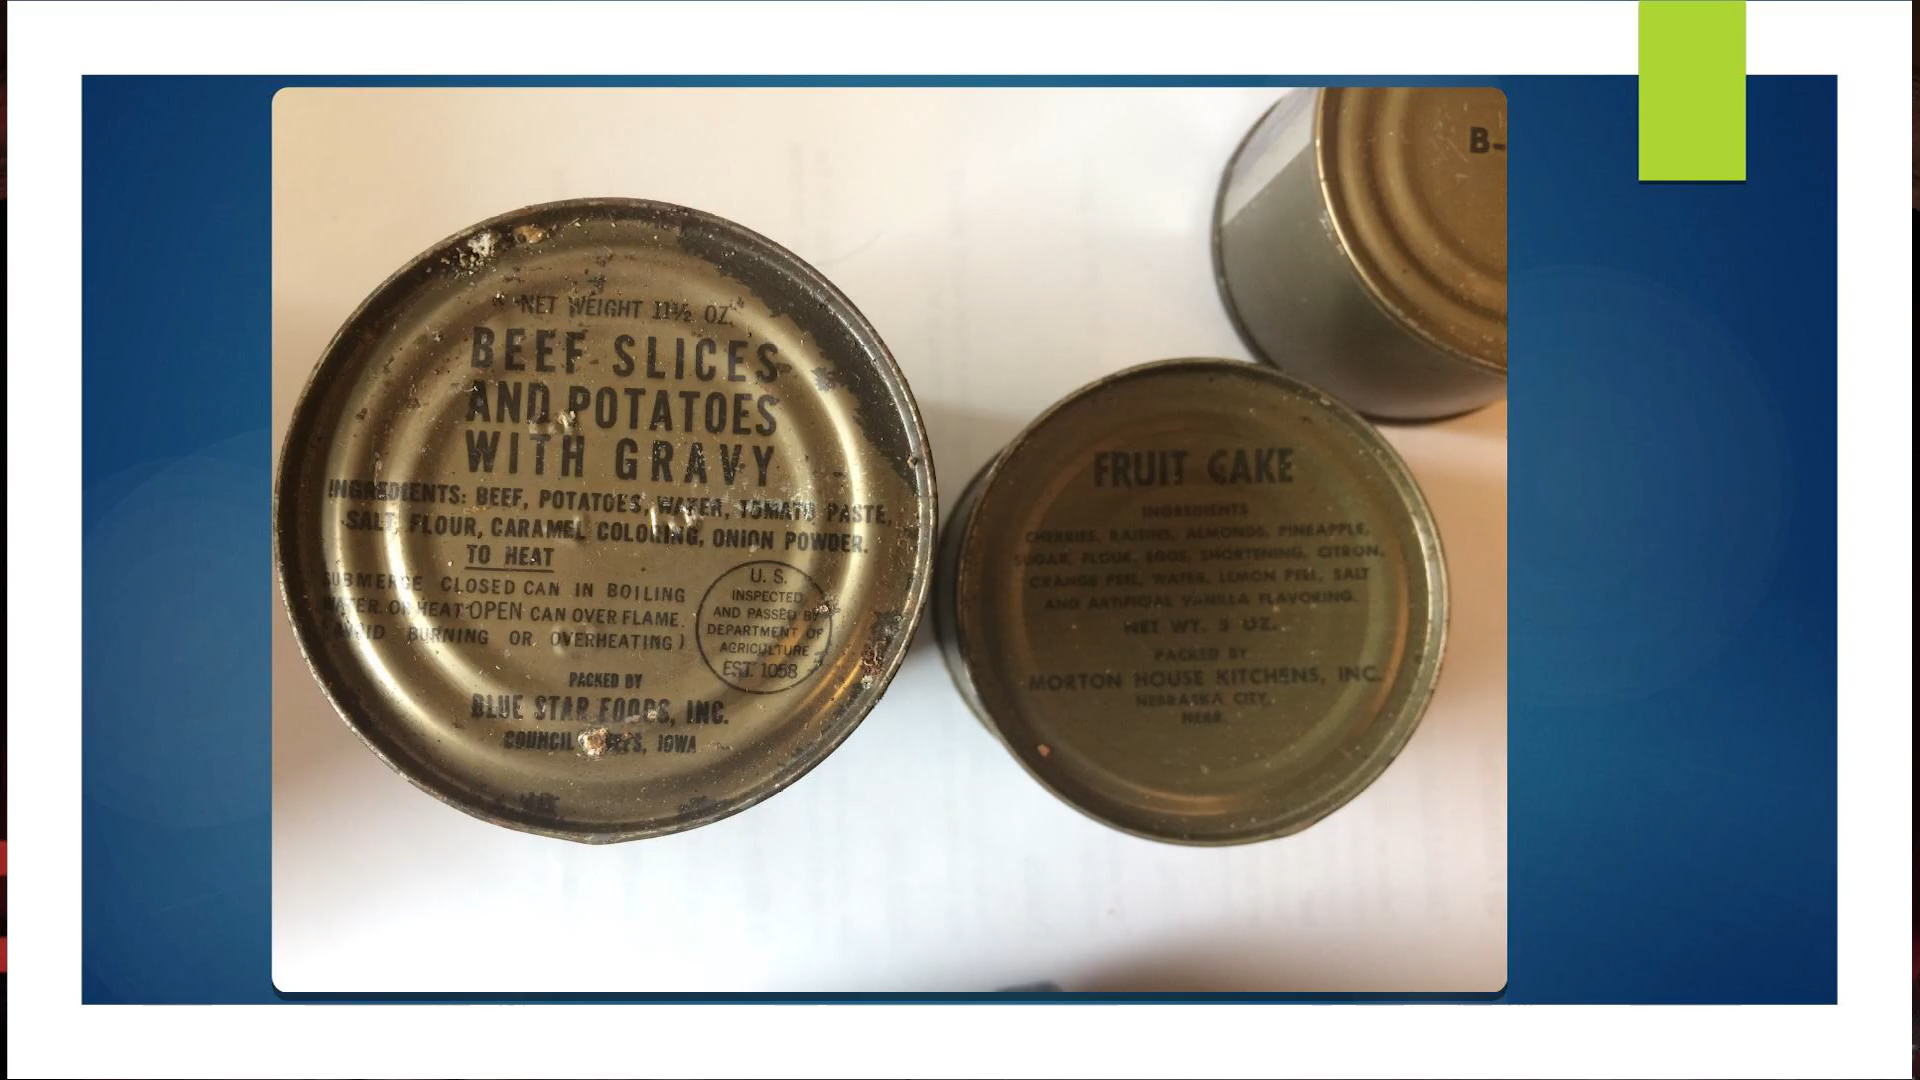 NET WEIGHT 11½ OZ.
BEEF SLICES
AND POTATOES
WITH GRAVY
INGREDIENTS: BEEF, POTATOES, WATER, TOMATO PASTE,
SALT, FLOUR, CARAMEL COLORING, ONION POWDER.
TO HEAT
SUBMERGE CLOSED CAN IN BOILING
WATER OR HEAT OPEN CAN OVER FLAME.
(AVOID BURNING OR OVERHEATING)
U. S.
INSPECTED
AND PASSED BY
DEPARTMENT OF
AGRICULTURE
EST. 1058
PACKED BY
BLUE STAR FOODS, INC.
COUNCIL BLUFFS, IOWA
FRUIT CAKE
INGREDIENTS
CHERRIES, RAISINS, ALMONDS, PINEAPPLE,
SUGAR, FLOUR, EGGS, SHORTENING, CITRON,
ORANGE PEEL, WATER, LEMON PEEL, SALT
AND ARTIFICIAL VANILLA FLAVORING.
NET WT. 5 OZ.
PACKED BY
MORTON HOUSE KITCHENS, INC.
NEBRASKA CITY,
NEBR.
B-